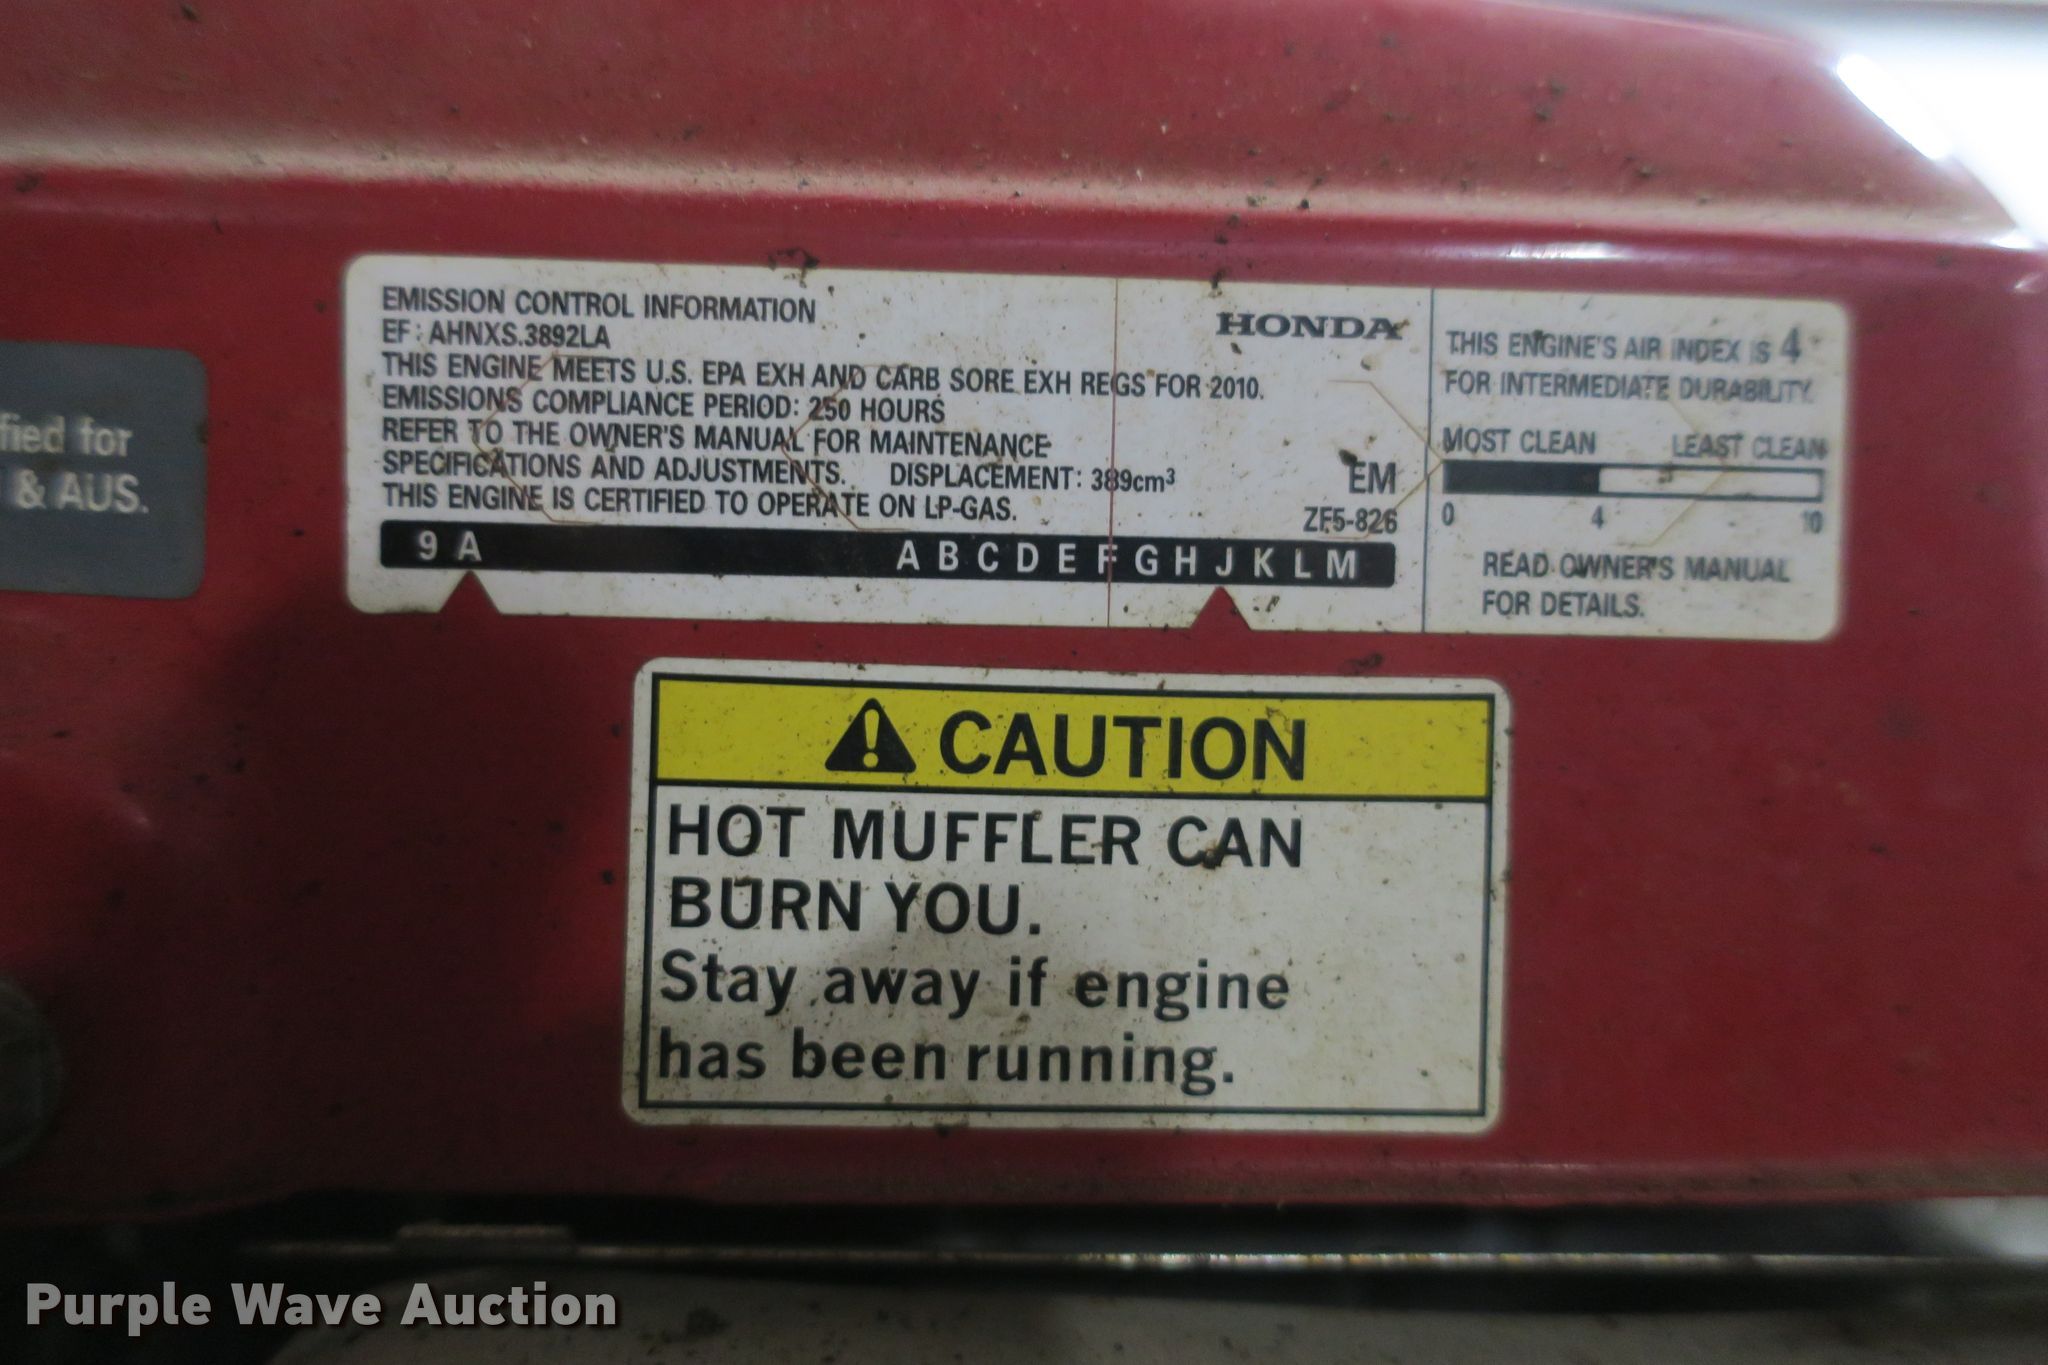 EMISSION CONTROL INFORMATION
EF: AHNXS.3892LA
HONDA
THIS ENGINE MEETS U.S. EPA EXH AND CARB SORE EXH REGS FOR 2010.
EMISSIONS COMPLIANCE PERIOD: 250 HOURS
REFER TO THE OWNER'S MANUAL FOR MAINTENANCE
SPECIFICATIONS AND ADJUSTMENTS. DISPLACEMENT: 389cm³
THIS ENGINE IS CERTIFIED TO OPERATE ON LP-GAS.
EM
ZF5-826
9 A A B C D E F G H J K L M
THIS ENGINE'S AIR INDEX IS 4
FOR INTERMEDIATE DURABILITY.
MOST CLEAN LEAST CLEAN
0 4 10
READ OWNER'S MANUAL
FOR DETAILS.
fied for
& AUS.
CAUTION
HOT MUFFLER CAN
BURN YOU.
Stay away if engine
has been running.
Purple Wave Auction